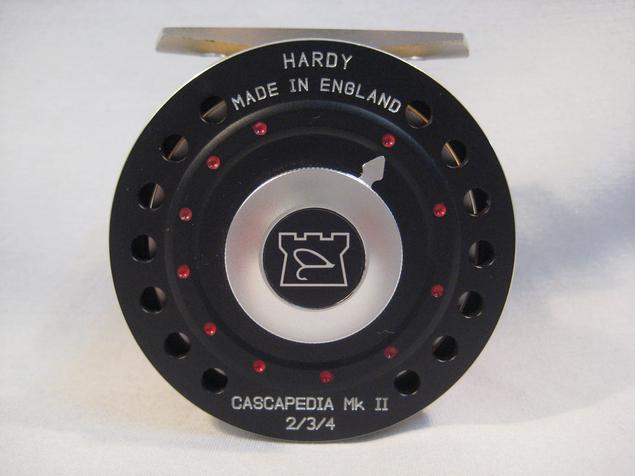 HARDY
MADE IN ENGLAND
CASCAPEDIA Mk II
2/3/4